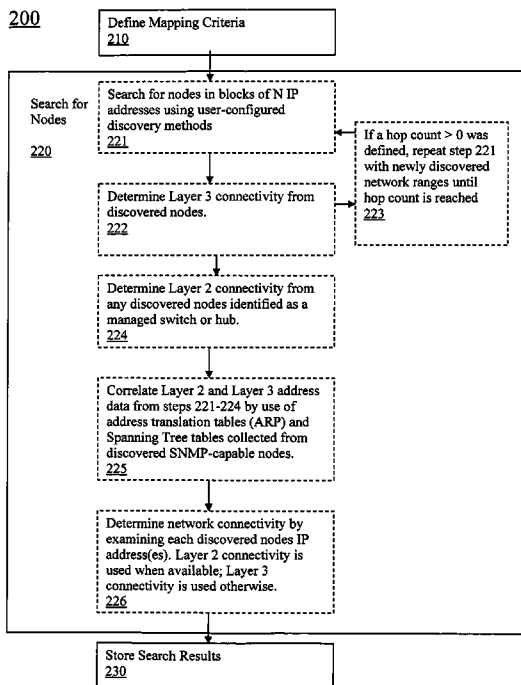 200
Define Mapping Criteria
210
Search for
Nodes
220
Search for nodes in blocks of N IP
addresses using user-configured
discovery methods
221
If a hop count > 0 was
defined, repeat step 221
with newly discovered
network ranges until
hop count is reached
223
Determine Layer 3 connectivity from
discovered nodes.
222
Determine Layer 2 connectivity from
any discovered nodes identified as a
managed switch or hub.
224
Correlate Layer 2 and Layer 3 address
data from steps 221-224 by use of
address translation tables (ARP) and
Spanning Tree tables collected from
discovered SNMP-capable nodes.
225
Determine network connectivity by
examining each discovered nodes IP
address(es). Layer 2 connectivity is
used when available; Layer 3
connectivity is used otherwise.
226
Store Search Results
230